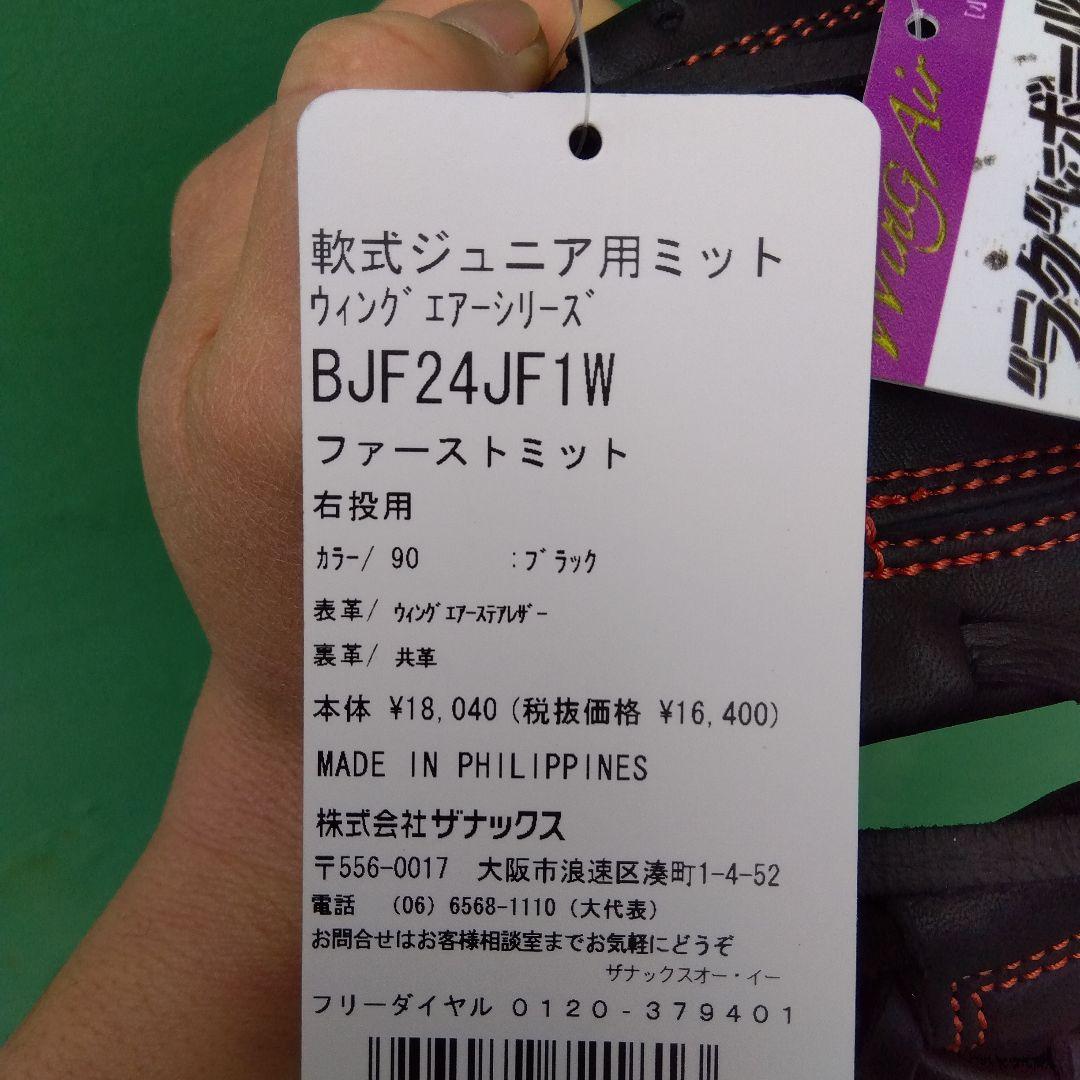 軟式ジュニア用ミット
ｳｨﾝｸﾞｴｱｰｼﾘｰｽﾞ
BJF24JF1W
ファーストミット
右投用
ｶﾗｰ/ 90 :ﾌﾞﾗｯｸ
表革/ ｳｨﾝｸﾞｴｱｰｽﾃｱﾚｻﾞｰ
裏革/ 共革
本体 ¥18,040 (税抜価格 ¥16,400)
MADE IN PHILIPPINES
株式会社ザナックス
〒556-0017 大阪市浪速区湊町1-4-52
電話 (06) 6568-1110 (大代表)
お問合せはお客様相談室までお気軽にどうぞ
ザナックスオー・イー
フリーダイヤル ０１２０-３７９４０１
WingAir